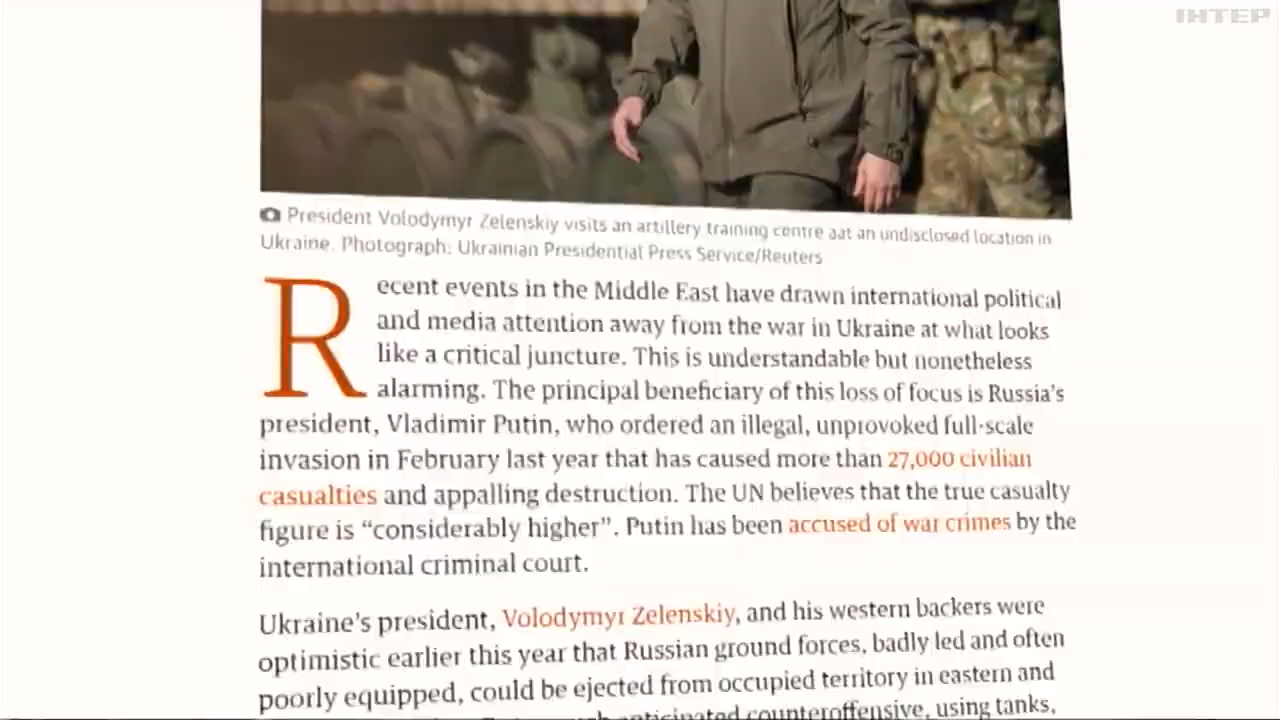 ІНТЕР
President Volodymyr Zelenskiy visits an artillery training centre aat an undisclosed location in
Ukraine. Photograph: Ukrainian Presidential Press Service/Reuters
Recent events in the Middle East have drawn international political
and media attention away from the war in Ukraine at what looks
like a critical juncture. This is understandable but nonetheless
alarming. The principal beneficiary of this loss of focus is Russia’s
president, Vladimir Putin, who ordered an illegal, unprovoked full-scale
invasion in February last year that has caused more than 27,000 civilian
casualties and appalling destruction. The UN believes that the true casualty
figure is “considerably higher”. Putin has been accused of war crimes by the
international criminal court.
Ukraine’s president, Volodymyr Zelenskiy, and his western backers were
optimistic earlier this year that Russian ground forces, badly led and often
poorly equipped, could be ejected from occupied territory in eastern and
anticipated counteroffensive, using tanks,